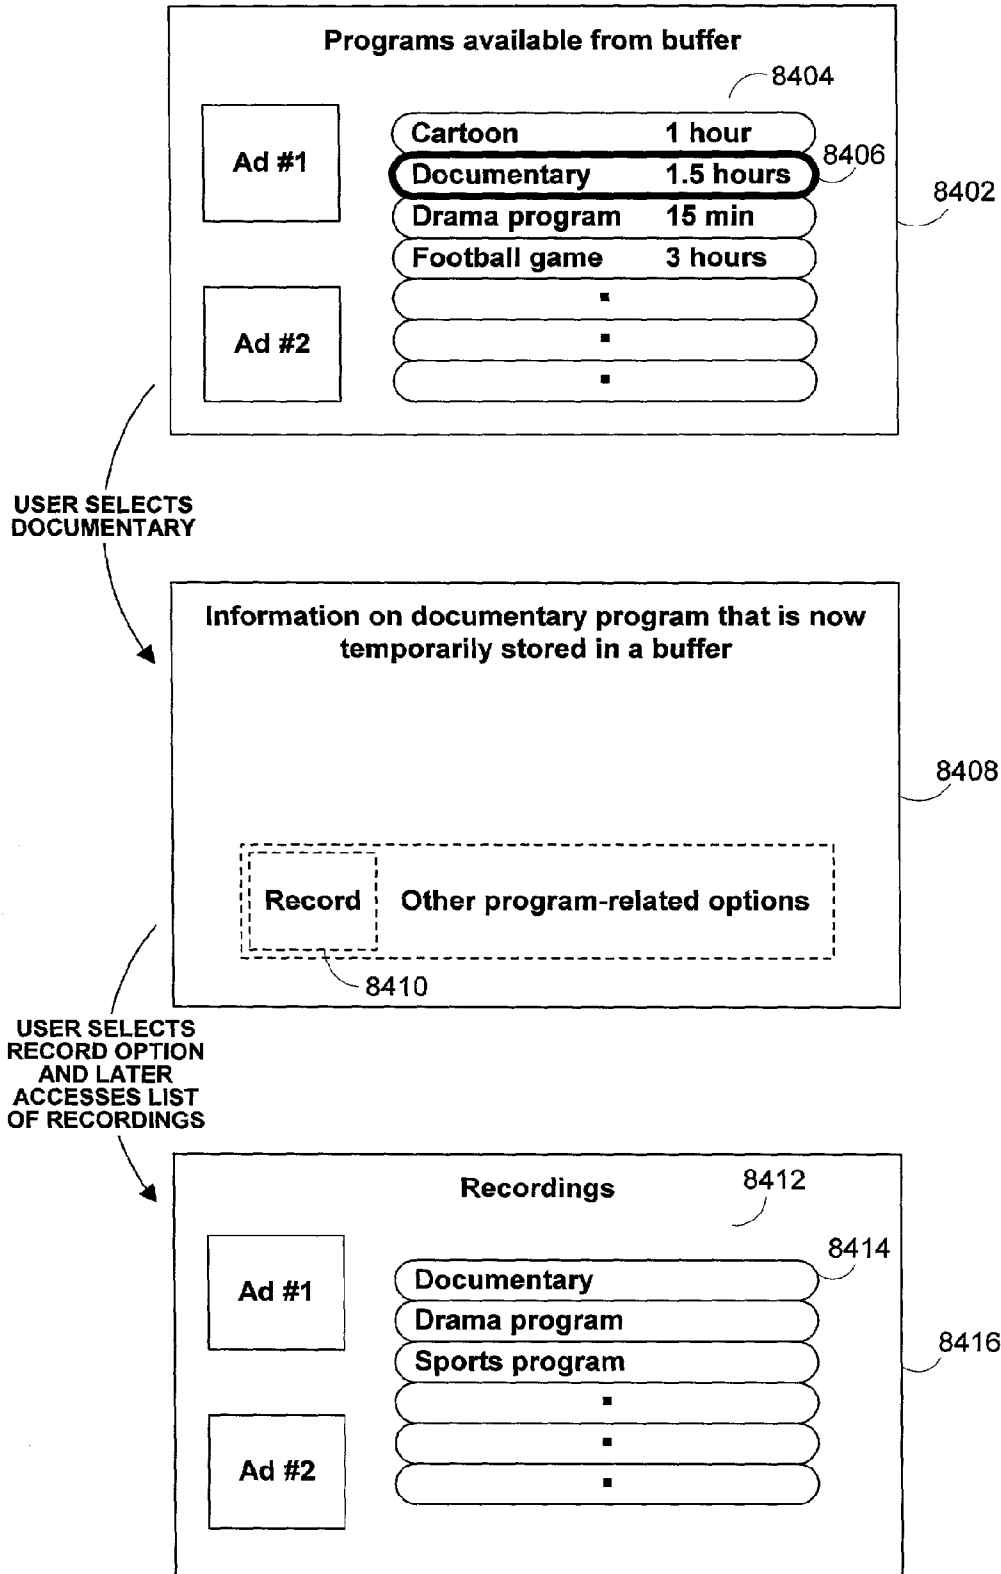 Programs available from buffer
8404
Ad #1
Cartoon 1 hour
Documentary 1.5 hours
8406
8402
Drama program 15 min
Football game 3 hours
Ad #2
USER SELECTS
DOCUMENTARY
Information on documentary program that is now
temporarily stored in a buffer
8408
Record Other program-related options
8410
USER SELECTS
RECORD OPTION
AND LATER
ACCESSES LIST
OF RECORDINGS
Recordings
8412
8414
Ad #1
Documentary
Drama program
Sports program
8416
Ad #2